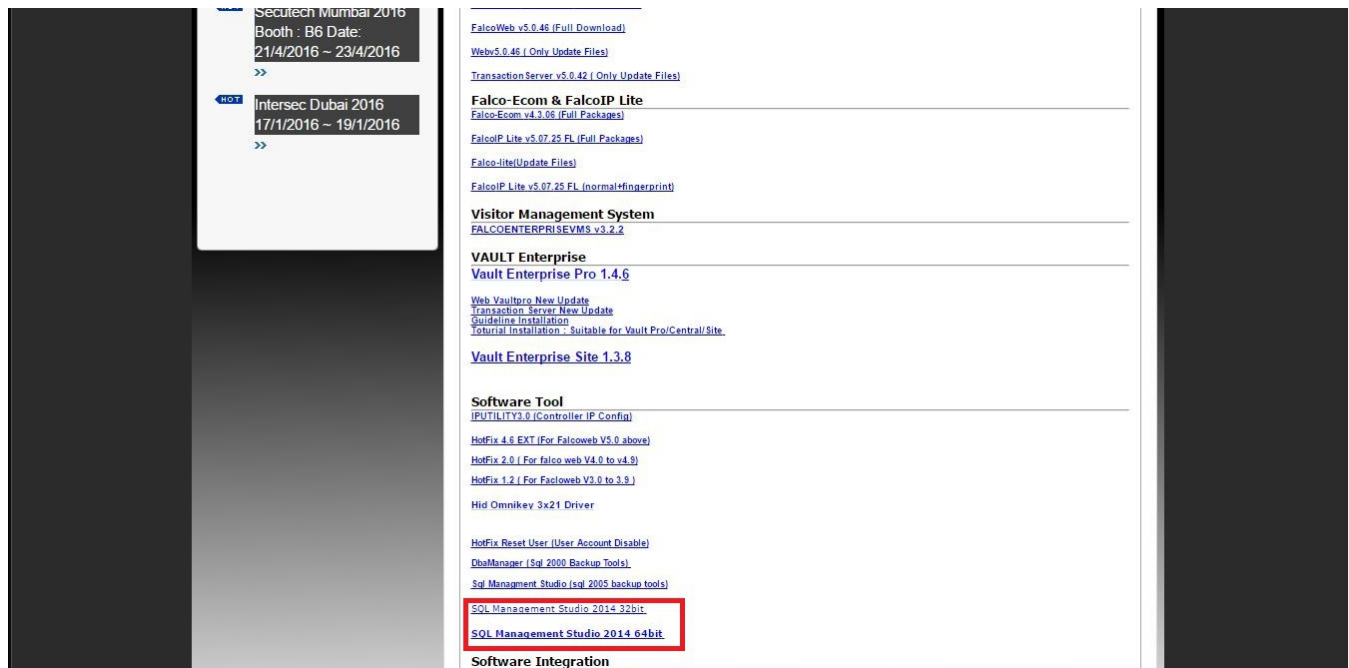 HOT
Secutech Mumbai 2016
Booth : B6 Date:
21/4/2016 ~ 23/4/2016
>>
HOT
Intersec Dubai 2016
17/1/2016 ~ 19/1/2016
>>
FalcoWeb v5.0.46 (Full Download)
Webv5.0.46 ( Only Update Files)
Transaction Server v5.0.42 ( Only Update Files)
Falco-Ecom & FalcoIP Lite
Falco-Ecom v4.3.06 (Full Packages)
FalcoIP Lite v5.07.25 FL (Full Packages)
Falco-lite(Update Files)
FalcoIP Lite v5.07.25 FL (normal+fingerprint)
Visitor Management System
FALCOENTERPRISEVMS v3.2.2
VAULT Enterprise
Vault Enterprise Pro 1.4.6
Web Vaultpro New Update
Transaction Server New Update
Guideline Installation
Toturial Installation : Suitable for Vault Pro/Central/Site
Vault Enterprise Site 1.3.8
Software Tool
IPUTILITY3.0 (Controller IP Config)
HotFix 4.6 EXT (For Falcoweb V5.0 above)
HotFix 2.0 ( For falco web V4.0 to v4.9)
HotFix 1.2 ( For Facloweb V3.0 to 3.9 )
Hid Omnikey 3x21 Driver
HotFix Reset User (User Account Disable)
DbaManager (Sql 2000 Backup Tools)
Sql Managment Studio (sql 2005 backup tools)
SQL Management Studio 2014 32bit
SQL Management Studio 2014 64bit
Software Integration